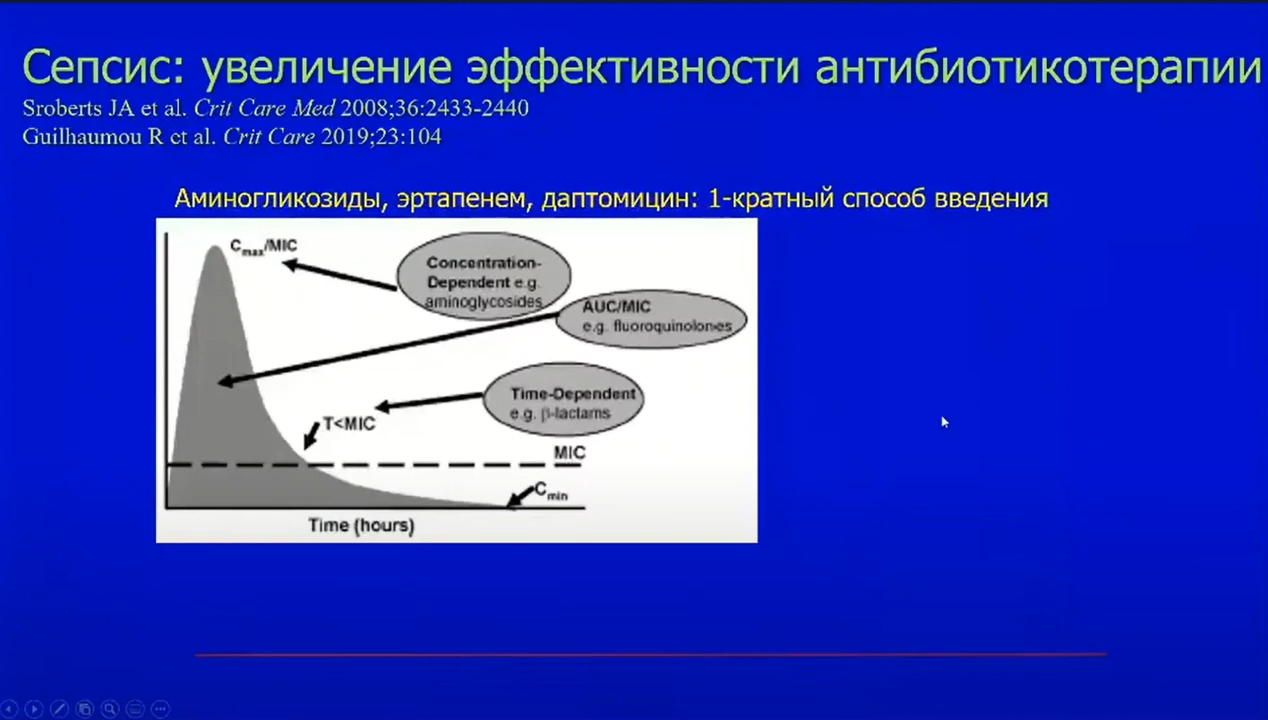 Сепсис: увеличение эффективности антибиотикотерапии
Sroberts JA et al. Crit Care Med 2008;36:2433-2440
Guilhaumou R et al. Crit Care 2019;23:104
Аминогликозиды, эртапенем, даптомицин: 1-кратный способ введения
Cmax/MIC
Concentration-
Dependent e.g.
aminoglycosides
AUC/MIC
e.g. fluoroquinolones
Time-Dependent
e.g. β-lactams
T<MIC
MIC
Cmin
Time (hours)